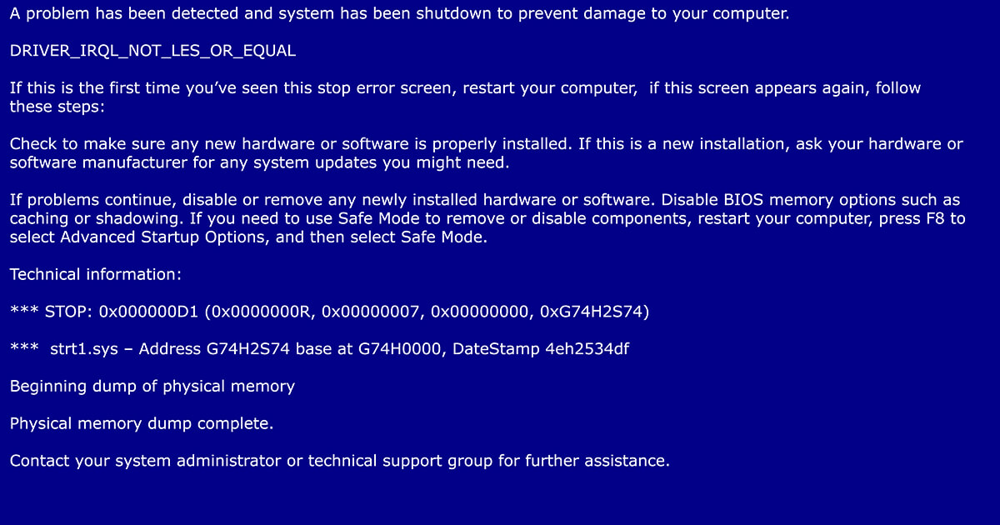 A problem has been detected and system has been shutdown to prevent damage to your computer.
DRIVER_IRQL_NOT_LES_OR_EQUAL
If this is the first time you’ve seen this stop error screen, restart your computer,  if this screen appears again, follow
these steps:
Check to make sure any new hardware or software is properly installed. If this is a new installation, ask your hardware or
software manufacturer for any system updates you might need.
If problems continue, disable or remove any newly installed hardware or software. Disable BIOS memory options such as
caching or shadowing. If you need to use Safe Mode to remove or disable components, restart your computer, press F8 to
select Advanced Startup Options, and then select Safe Mode.
Technical information:
*** STOP: 0x000000D1 (0x0000000R, 0x00000007, 0x00000000, 0xG74H2S74)
***  strt1.sys – Address G74H2S74 base at G74H0000, DateStamp 4eh2534df
Beginning dump of physical memory
Physical memory dump complete.
Contact your system administrator or technical support group for further assistance.